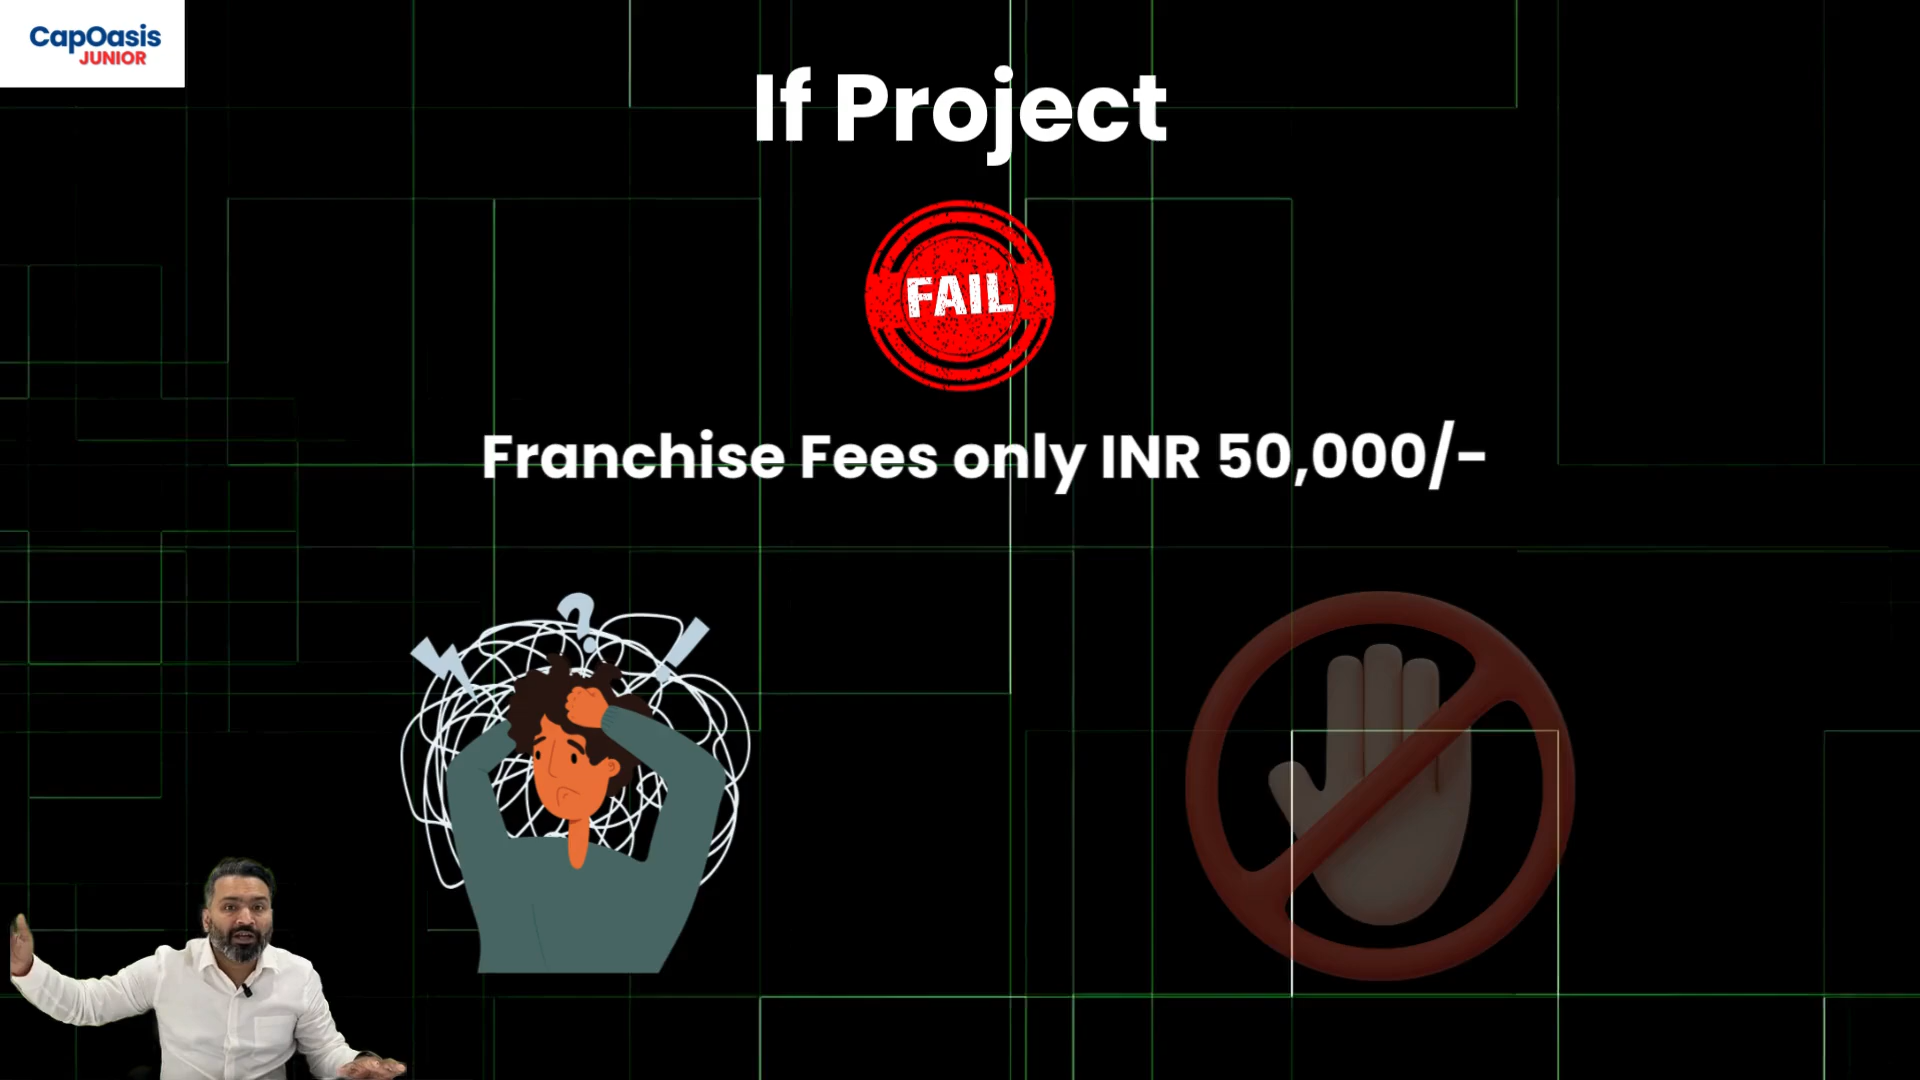 CapOasis
JUNIOR
If Project
FAIL
Franchise Fees only INR 50,000/-
?